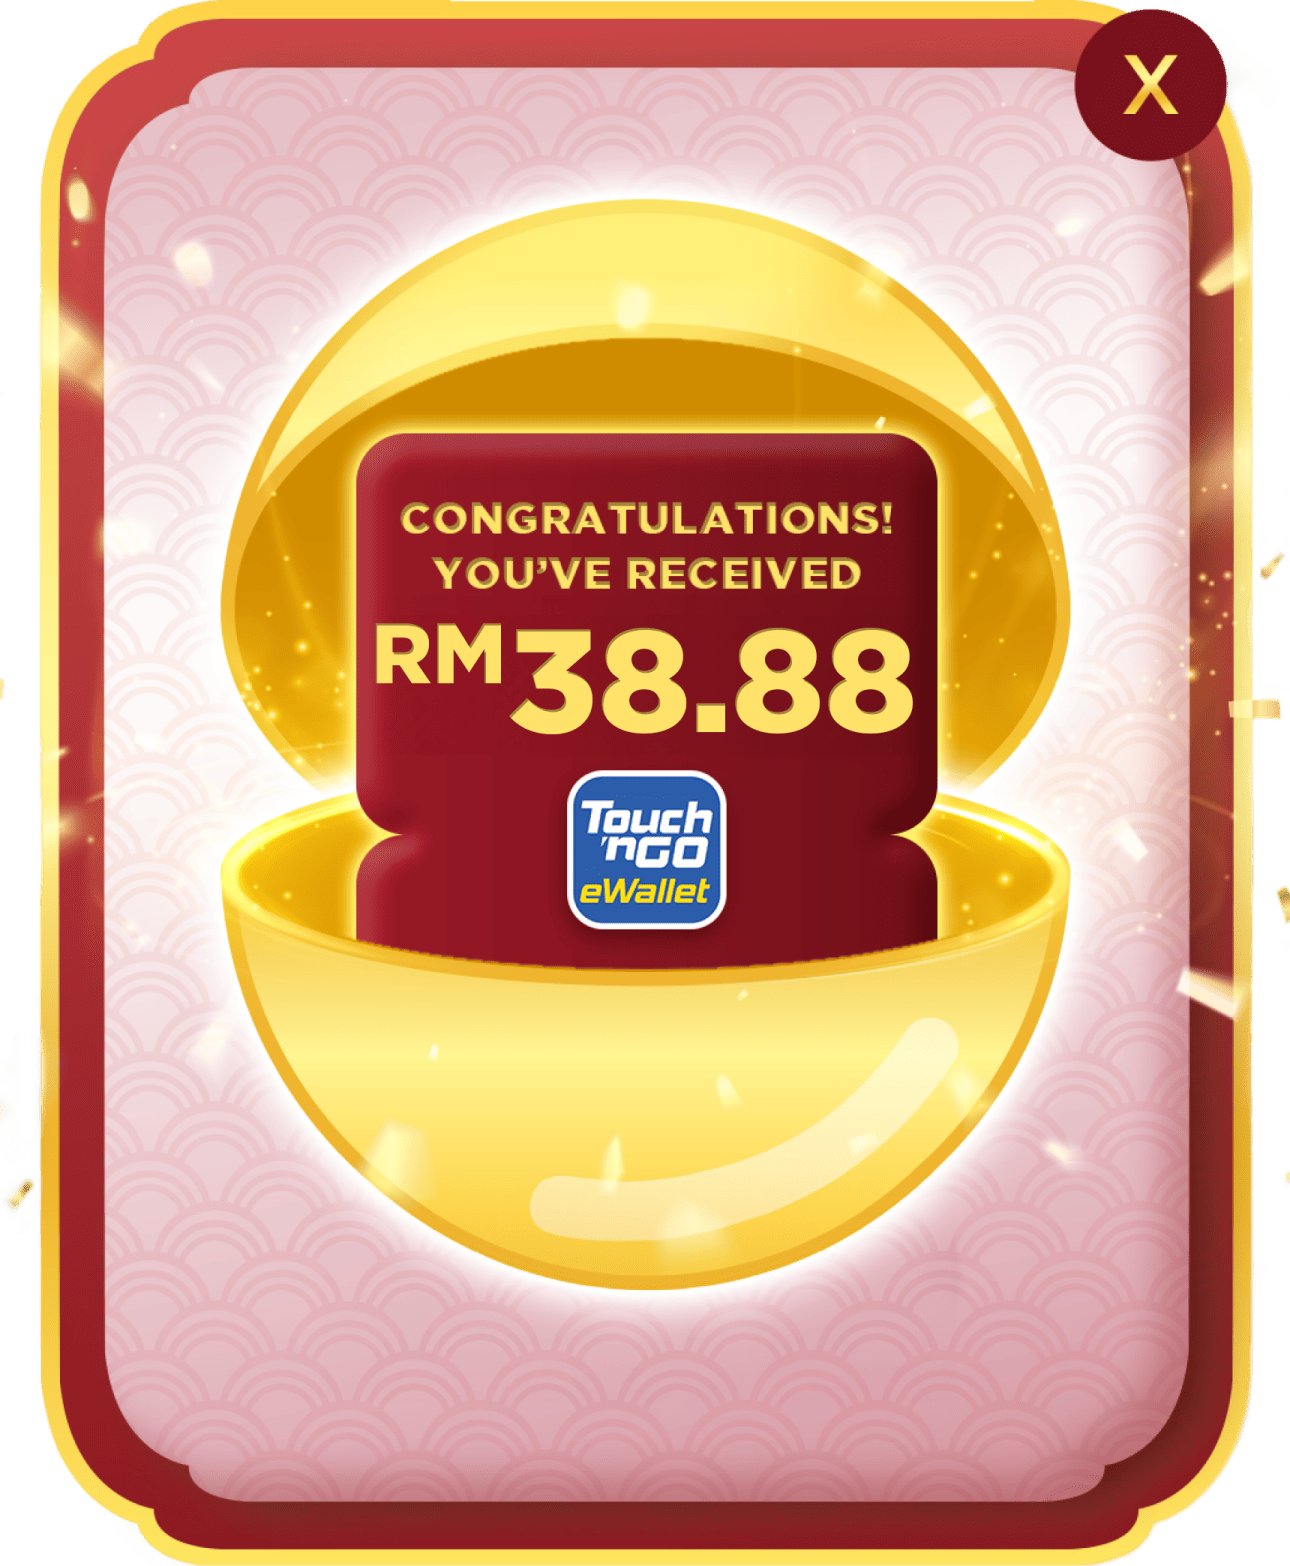 X
CONGRATULATIONS!
YOU'VE RECEIVED
RM38.88
Touch
'nGO
eWallet